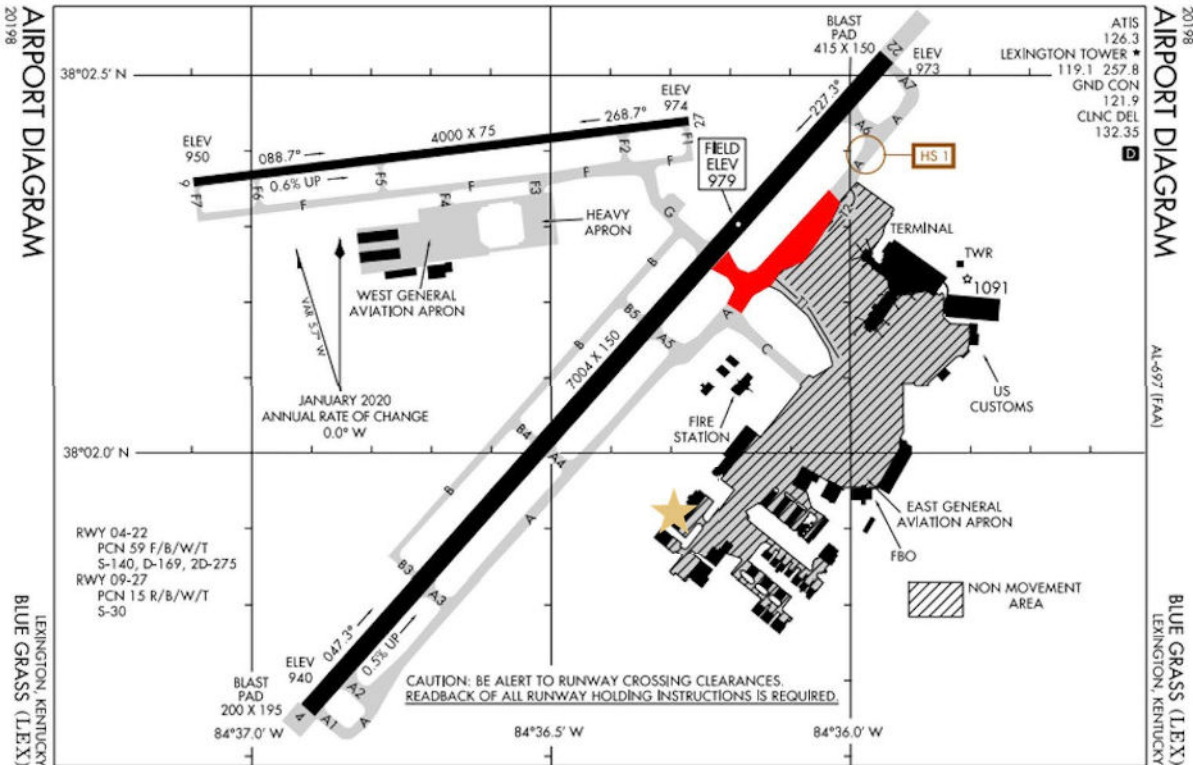 20198
AIRPORT DIAGRAM
AL-697 (FAA)
BLUE GRASS (LEX)
LEXINGTON, KENTUCKY
ATIS
126.3
LEXINGTON TOWER ★
119.1 257.8
GND CON
121.9
CLNC DEL
132.35
D
BLAST
PAD
415 X 150
22
ELEV
973
A7
A
A6
A
HS 1
227.3°
38°02.5' N
ELEV
974
268.7°
27
4000 X 75
ELEV
950
088.7°
0.6% UP
9
F7
F6
F
F5
F4
F
F3
F
F2
F
F1
FIELD
ELEV
979
G
HEAVY
APRON
WEST GENERAL
AVIATION APRON
VAR 5.7° W
JANUARY 2020
ANNUAL RATE OF CHANGE
0.0° W
12
TERMINAL
TWR
1091
11
US
CUSTOMS
B
B5
A5
A
C
B
7004 X 150
FIRE
STATION
38°02.0' N
B4
A4
B
A
EAST GENERAL
AVIATION APRON
FBO
NON MOVEMENT
AREA
RWY 04-22
PCN 59 F/B/W/T
S-140, D-169, 2D-275
RWY 09-27
PCN 15 R/B/W/T
S-30
B3
A3
047.3°
0.5% UP
ELEV
940
BLAST
PAD
200 X 195
4
A1
A2
A
CAUTION: BE ALERT TO RUNWAY CROSSING CLEARANCES.
READBACK OF ALL RUNWAY HOLDING INSTRUCTIONS IS REQUIRED.
84°37.0' W
84°36.5' W
84°36.0' W
AIRPORT DIAGRAM
20198
LEXINGTON, KENTUCKY
BLUE GRASS (LEX)